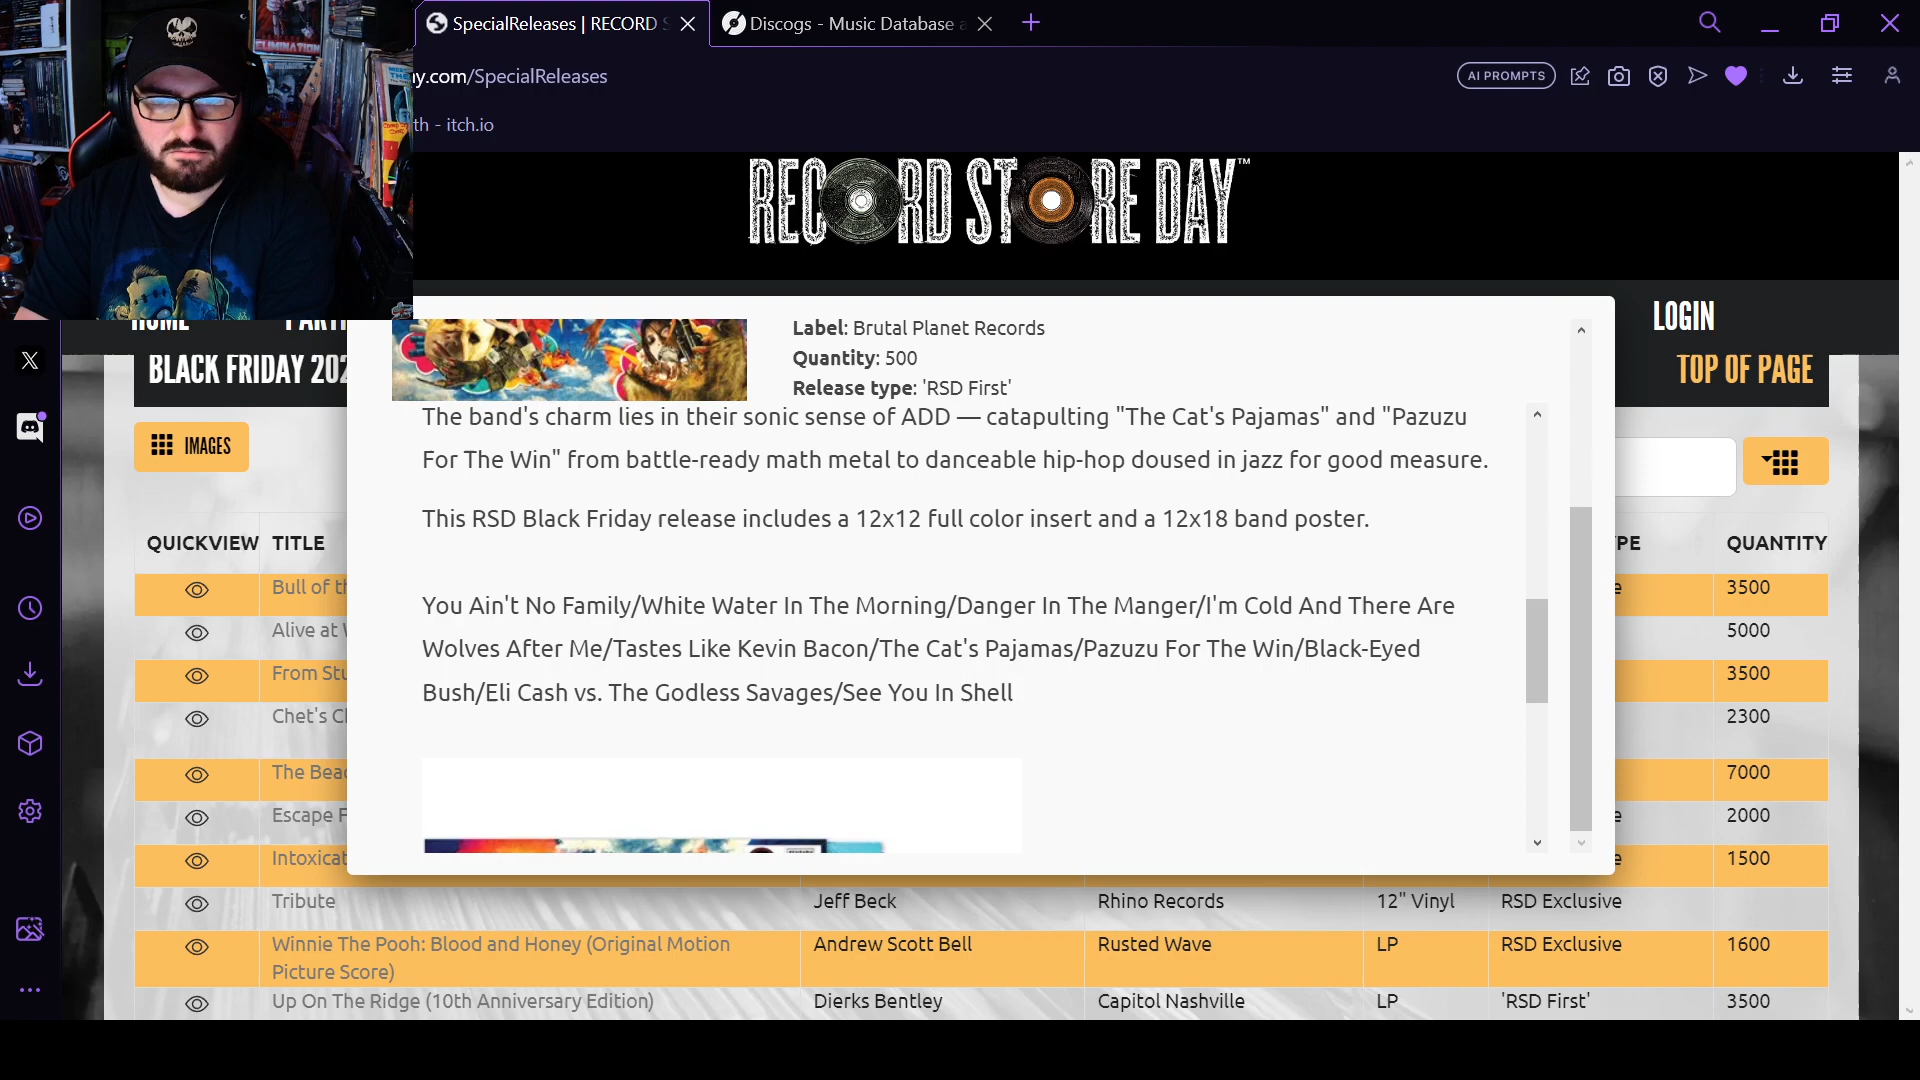 SpecialReleases | RECORD S
Discogs - Music Database a
y.com/SpecialReleases
AI PROMPTS
th - itch.io
ELIMINATION
RECORD STORE DAY™
HOME
PARTI
LOGIN
BLACK FRIDAY 202
TOP OF PAGE
IMAGES
Label: Brutal Planet Records
Quantity: 500
Release type: 'RSD First'
The band's charm lies in their sonic sense of ADD — catapulting "The Cat's Pajamas" and "Pazuzu
For The Win" from battle-ready math metal to danceable hip-hop doused in jazz for good measure.
This RSD Black Friday release includes a 12x12 full color insert and a 12x18 band poster.
You Ain't No Family/White Water In The Morning/Danger In The Manger/I'm Cold And There Are
Wolves After Me/Tastes Like Kevin Bacon/The Cat's Pajamas/Pazuzu For The Win/Black-Eyed
Bush/Eli Cash vs. The Godless Savages/See You In Shell
QUICKVIEW TITLE PE QUANTITY
Bull of th e 3500
Alive at W 5000
From Stu 3500
Chet's Ch 2300
The Beac 7000
Escape F e 2000
Intoxicat e 1500
Tribute Jeff Beck Rhino Records 12" Vinyl RSD Exclusive
Winnie The Pooh: Blood and Honey (Original Motion Andrew Scott Bell Rusted Wave LP RSD Exclusive 1600
Picture Score)
Up On The Ridge (10th Anniversary Edition) Dierks Bentley Capitol Nashville LP 'RSD First' 3500